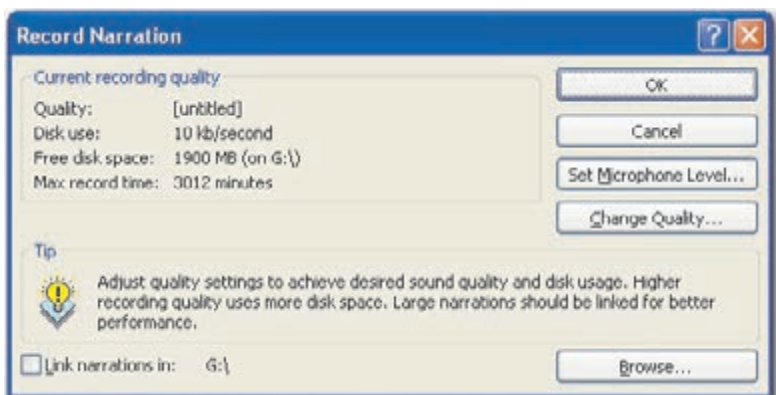 Record Narration
Current recording quality
Quality: [untitled]
Disk use: 10 kb/second
Free disk space: 1900 MB (on G:\)
Max record time: 3012 minutes
OK
Cancel
Set Microphone Level...
Change Quality...
Tip
Adjust quality settings to achieve desired sound quality and disk usage. Higher
recording quality uses more disk space. Large narrations should be linked for better
performance.
Link narrations in: G:\
Browse...